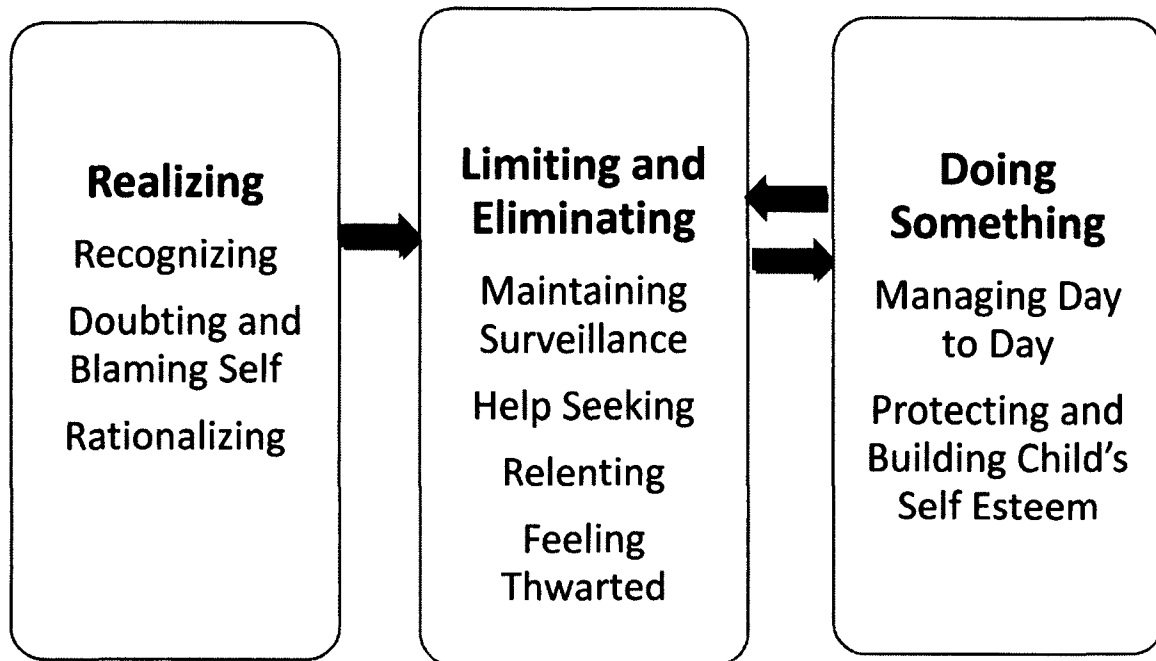 Realizing
Recognizing
Doubting and
Blaming Self
Rationalizing
Limiting and
Eliminating
Maintaining
Surveillance
Help Seeking
Relenting
Feeling
Thwarted
Doing
Something
Managing Day
to Day
Protecting and
Building Child's
Self Esteem